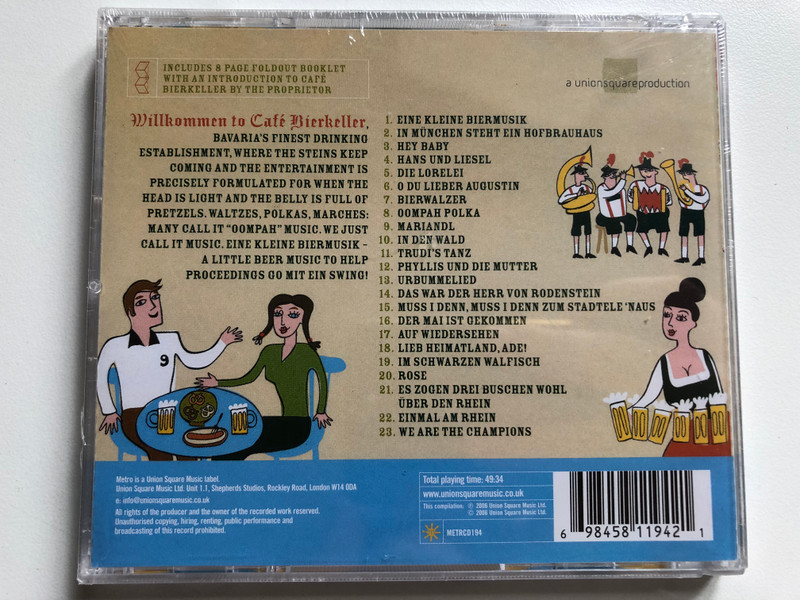 INCLUDES 8 PAGE FOLDOUT BOOKLET
WITH AN INTRODUCTION TO CAFÉ
BIERKELLER BY THE PROPRIETOR
a unionsquareproduction
Willkommen to Café Bierkeller,
BAVARIA'S FINEST DRINKING
ESTABLISHMENT, WHERE THE STEINS KEEP
COMING AND THE ENTERTAINMENT IS
PRECISELY FORMULATED FOR WHEN THE
HEAD IS LIGHT AND THE BELLY IS FULL OF
PRETZELS. WALTZES, POLKAS, MARCHES:
MANY CALL IT "OOMPAH" MUSIC. WE JUST
CALL IT MUSIC. EINE KLEINE BIERMUSIK –
A LITTLE BEER MUSIC TO HELP
PROCEEDINGS GO MIT EIN SWING!
1. EINE KLEINE BIERMUSIK
2. IN MÜNCHEN STEHT EIN HOFBRAUHAUS
3. HEY BABY
4. HANS UND LIESEL
5. DIE LORELEI
6. O DU LIEBER AUGUSTIN
7. BIERWALZER
8. OOMPAH POLKA
9. MARIANDL
10. IN DEN WALD
11. TRUDI'S TANZ
12. PHYLLIS UND DIE MUTTER
13. URBUMMELIED
14. DAS WAR DER HERR VON RODENSTEIN
15. MUSS I DENN, MUSS I DENN ZUM STADTELE 'NAUS
16. DER MAI IST GEKOMMEN
17. AUF WIEDERSEHEN
18. LIEB HEIMATLAND, ADE!
19. IM SCHWARZEN WALFISCH
20. ROSE
21. ES ZOGEN DREI BUSCHEN WOHL
ÜBER DEN RHEIN
22. EINMAL AM RHEIN
23. WE ARE THE CHAMPIONS
9
Metro is a Union Square Music label.
Union Square Music Ltd. Unit 1.1, Shepherds Studios, Rockley Road, London W14 0DA
e: info@unionsquaremusic.co.uk
All rights of the producer and the owner of the recorded work reserved.
Unauthorised copying, hiring, renting, public performance and
broadcasting of this record prohibited.
Total playing time: 49:34
www.unionsquaremusic.co.uk
This compilation. ℗ 2006 Union Square Music Ltd.
© 2006 Union Square Music Ltd.
METRCD194
6 98458 11942 1